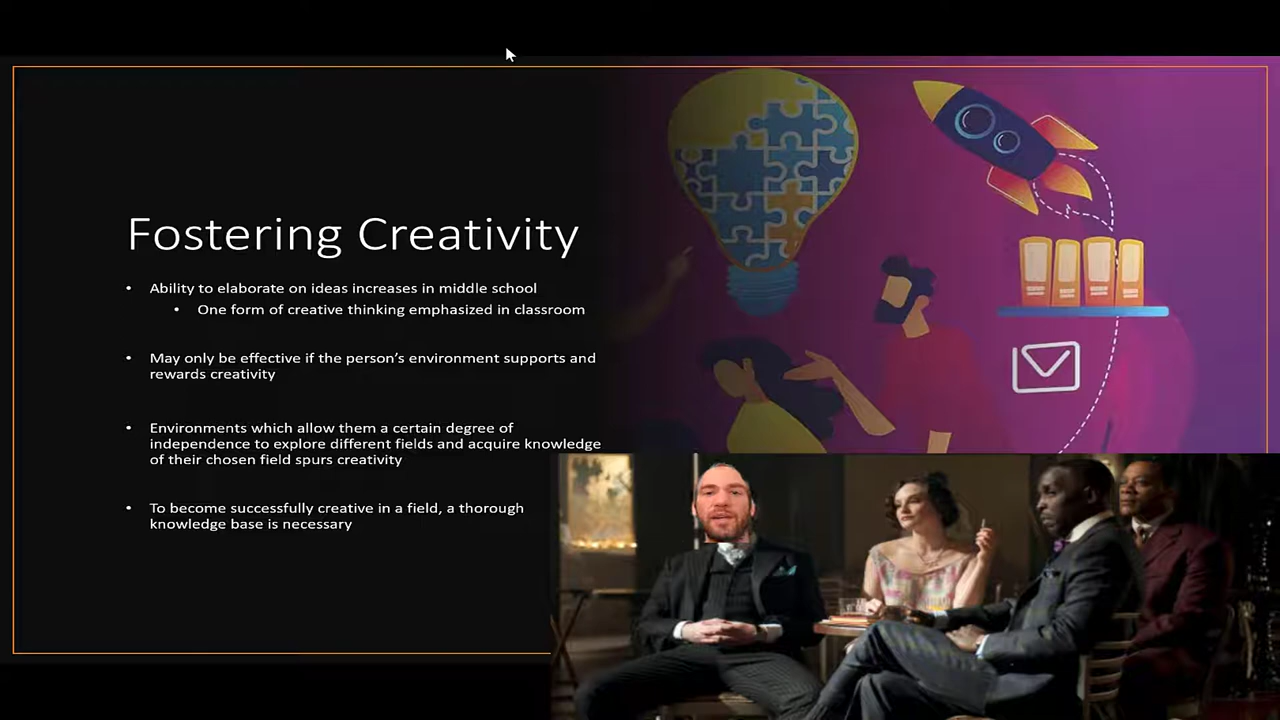 Fostering Creativity
• Ability to elaborate on ideas increases in middle school
• One form of creative thinking emphasized in classroom
• May only be effective if the person's environment supports and
rewards creativity
• Environments which allow them a certain degree of
independence to explore different fields and acquire knowledge
of their chosen field spurs creativity
• To become successfully creative in a field, a thorough
knowledge base is necessary